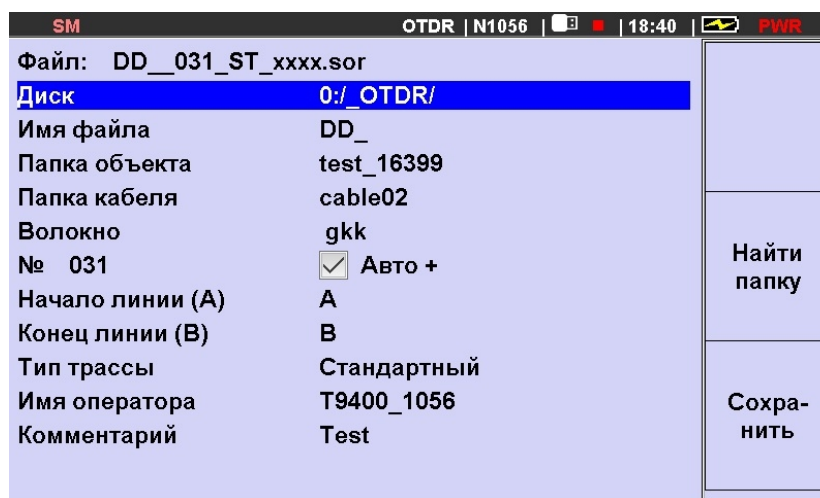 SM OTDR | N1056 | | 18:40 | PWR
Файл: DD__031_ST_xxxx.sor
Диск 0:/_OTDR/
Имя файла DD_
Папка объекта test_16399
Папка кабеля cable02
Волокно gkk
№ 031 Авто +
Начало линии (А) A
Конец линии (В) B
Тип трассы Стандартный
Имя оператора T9400_1056
Комментарий Test
Найти
папку
Сохра-
нить